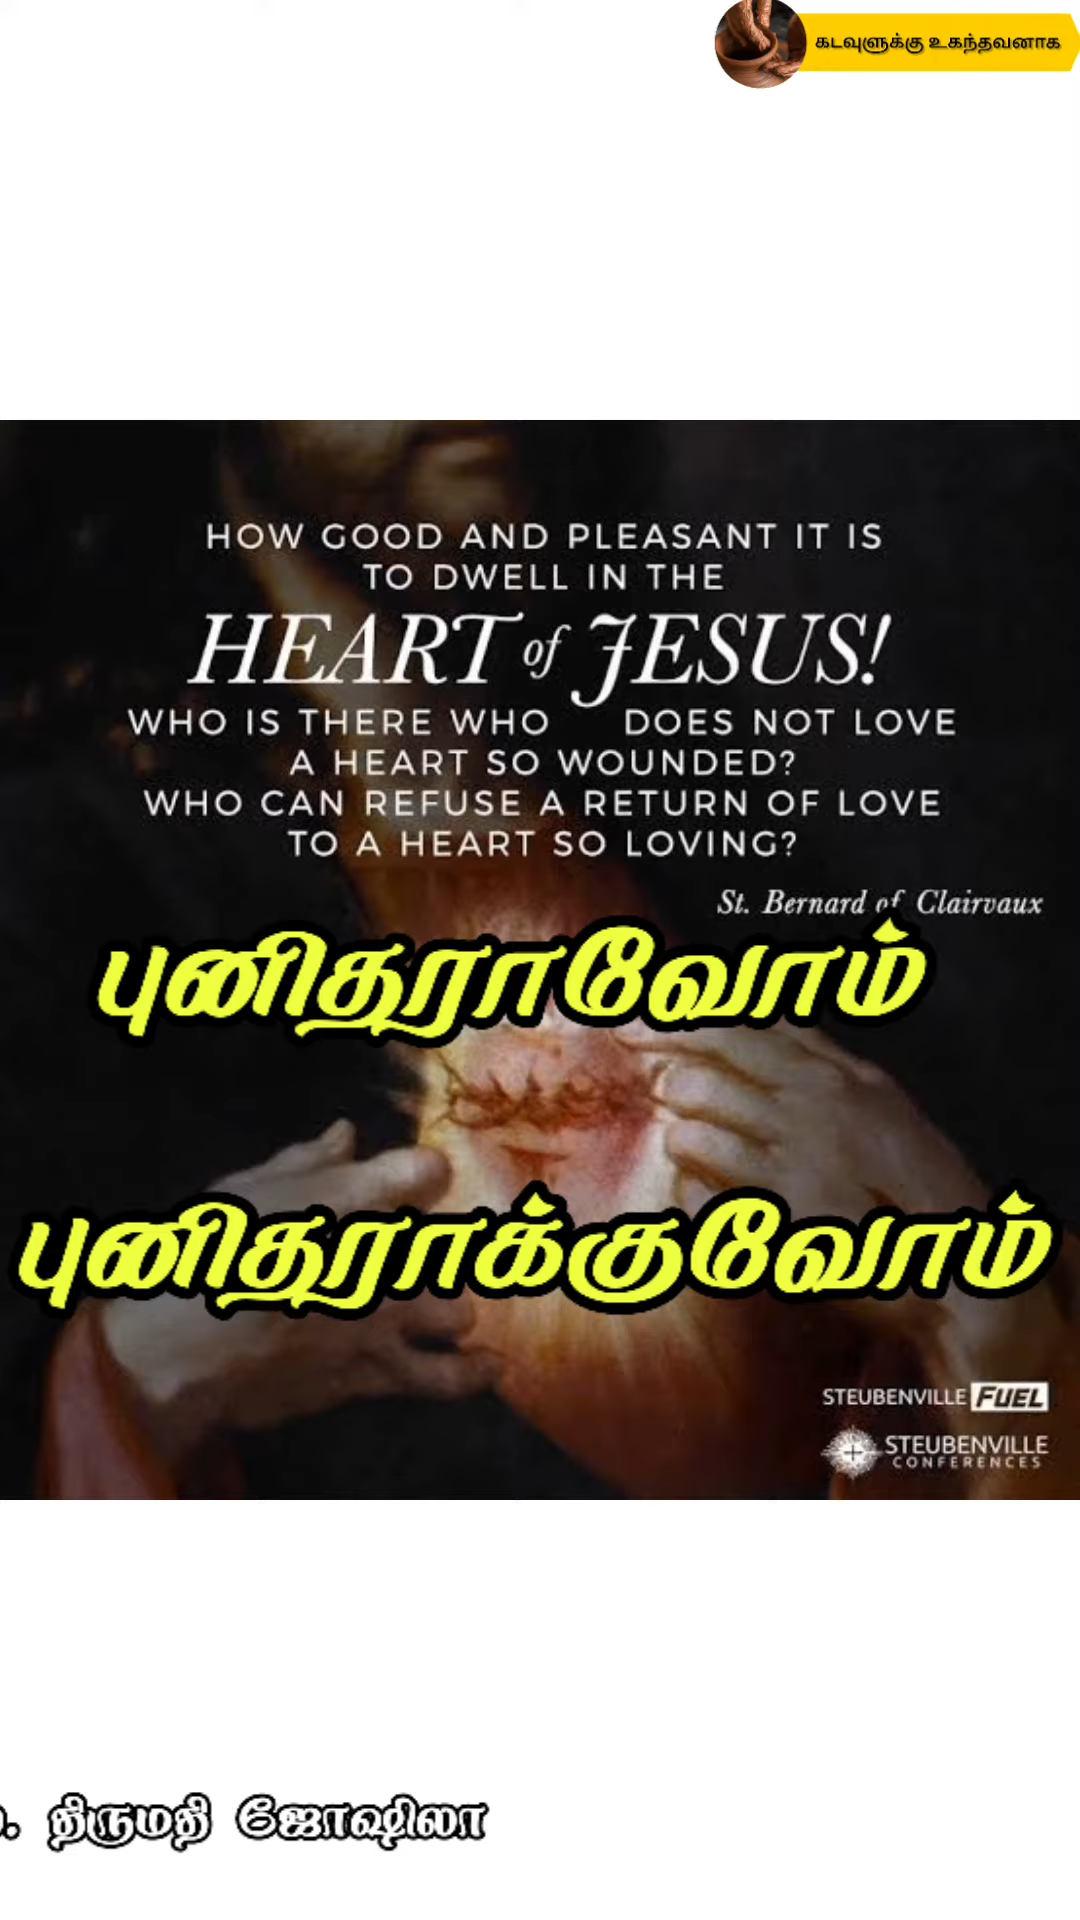 கடவுளுக்கு உகந்தவனாக
HOW GOOD AND PLEASANT IT IS
TO DWELL IN THE
HEART of JESUS!
WHO IS THERE WHO DOES NOT LOVE
A HEART SO WOUNDED?
WHO CAN REFUSE A RETURN OF LOVE
TO A HEART SO LOVING?
St. Bernard of Clairvaux
புனிதராவோம்
புனிதராக்குவோம்
STEUBENVILLE FUEL
STEUBENVILLE
CONFERENCES
திருமதி ஜோஷிலா